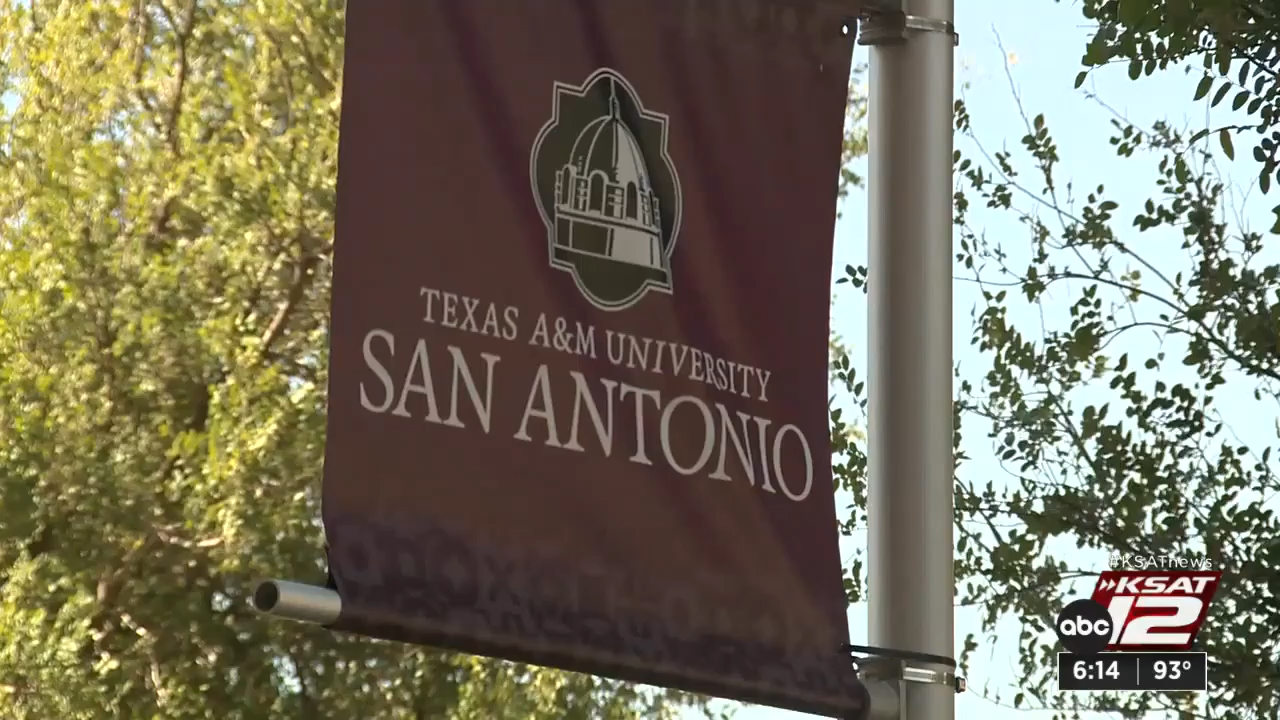 TEXAS A&M UNIVERSITY
SAN ANTONIO
#KSATnews
KSAT
abc 12
6:14 93°